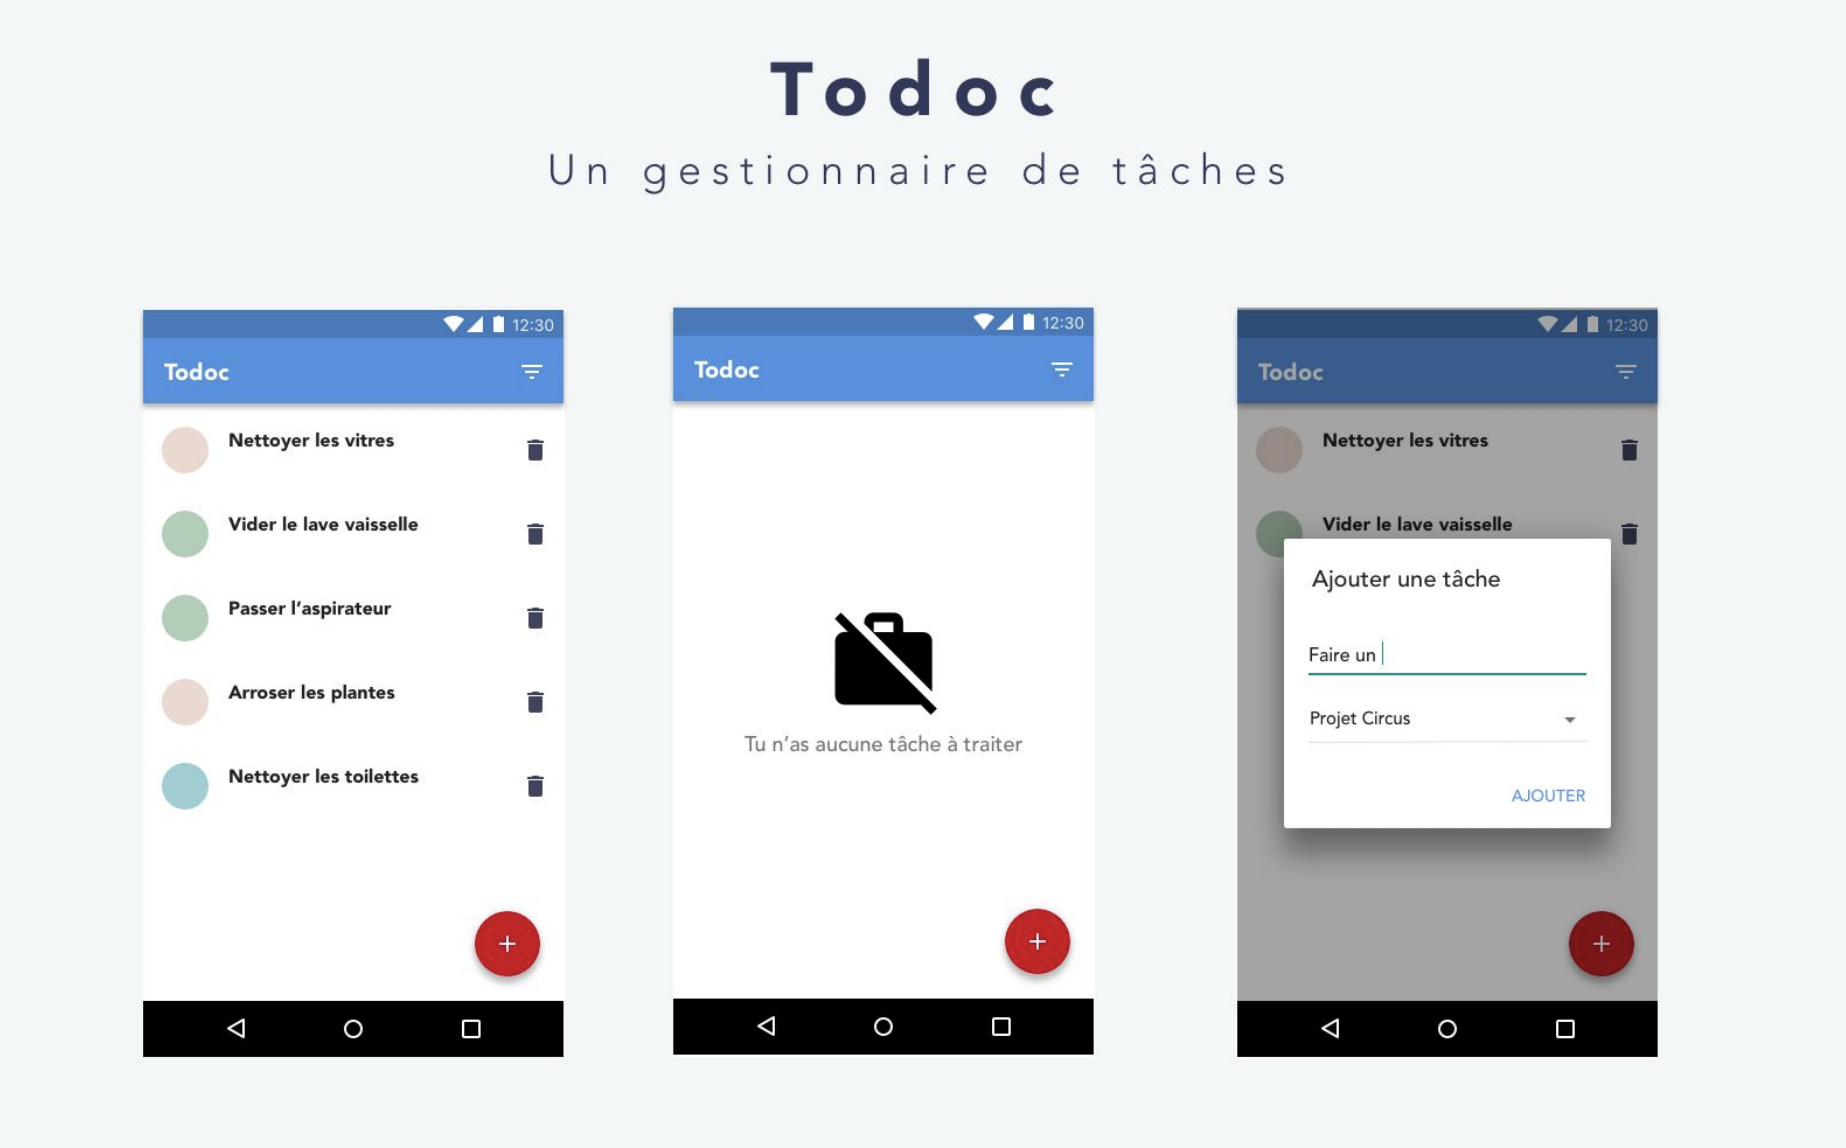 Todoc
Un gestionnaire de tâches
12:30
Todoc
Nettoyer les vitres
Vider le lave vaisselle
Passer l’aspirateur
Arroser les plantes
Nettoyer les toilettes
12:30
Todoc
Tu n’as aucune tâche à traiter
12:30
Todoc
Nettoyer les vitres
Vider le lave vaisselle
Ajouter une tâche
Faire un
Projet Circus
AJOUTER